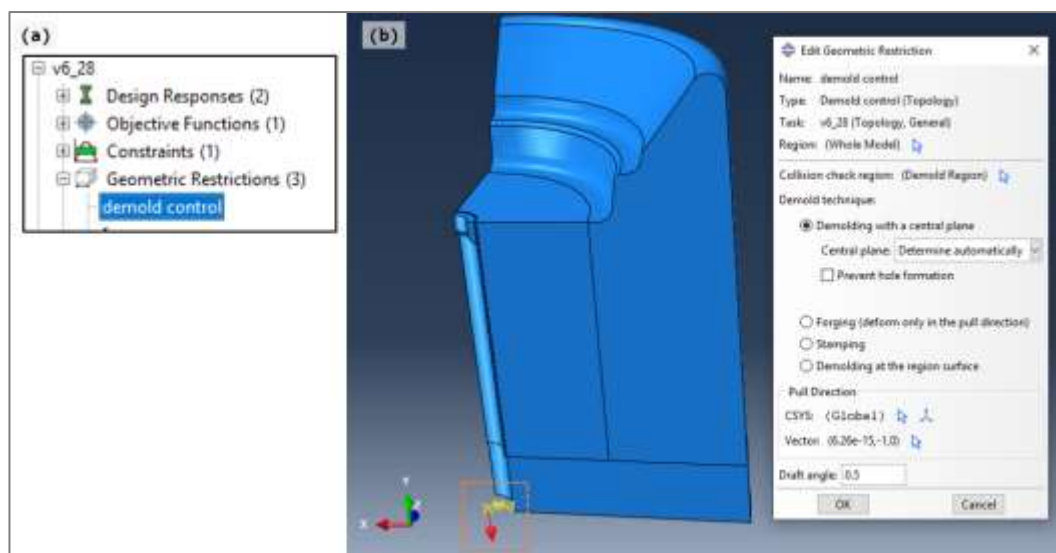 (a)
v6_28
Design Responses (2)
Objective Functions (1)
Constraints (1)
Geometric Restrictions (3)
demold control
(b)
Y
X
Z
Edit Geometric Restriction
Name: demold control
Type: Demold control (Topology)
Task: v6_28 (Topology, General)
Region: (Whole Model)
Collision check region: (Demold Region)
Demold technique:
Demolding with a central plane
Central plane: Determine automatically
Prevent hole formation
Forging (deform only in the pull direction)
Stamping
Demolding at the region surface
Pull Direction
CSYS: (Global)
Vector: (6.26e-15,-1,0)
Draft angle: 0.5
OK
Cancel